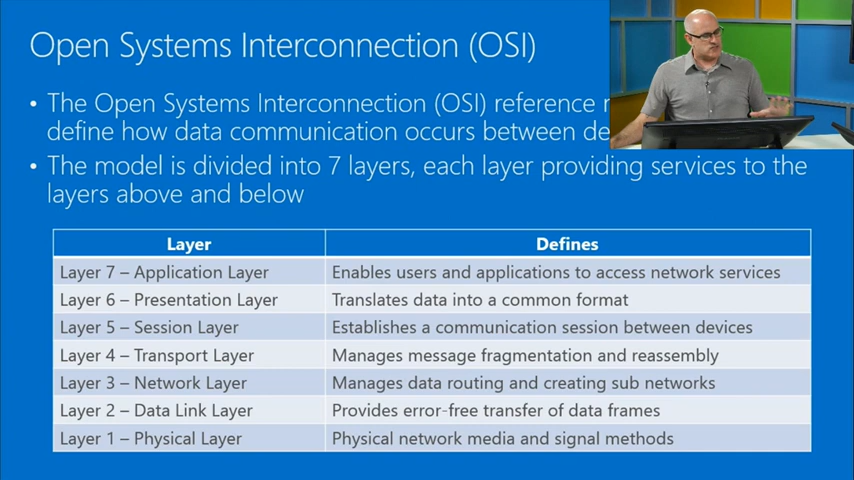 Open Systems Interconnection (OSI)
• The Open Systems Interconnection (OSI) reference
define how data communication occurs between
• The model is divided into 7 layers, each layer providing services to the
layers above and below
Layer Defines
Layer 7 – Application Layer Enables users and applications to access network services
Layer 6 – Presentation Layer Translates data into a common format
Layer 5 – Session Layer Establishes a communication session between devices
Layer 4 – Transport Layer Manages message fragmentation and reassembly
Layer 3 – Network Layer Manages data routing and creating sub networks
Layer 2 – Data Link Layer Provides error-free transfer of data frames
Layer 1 – Physical Layer Physical network media and signal methods